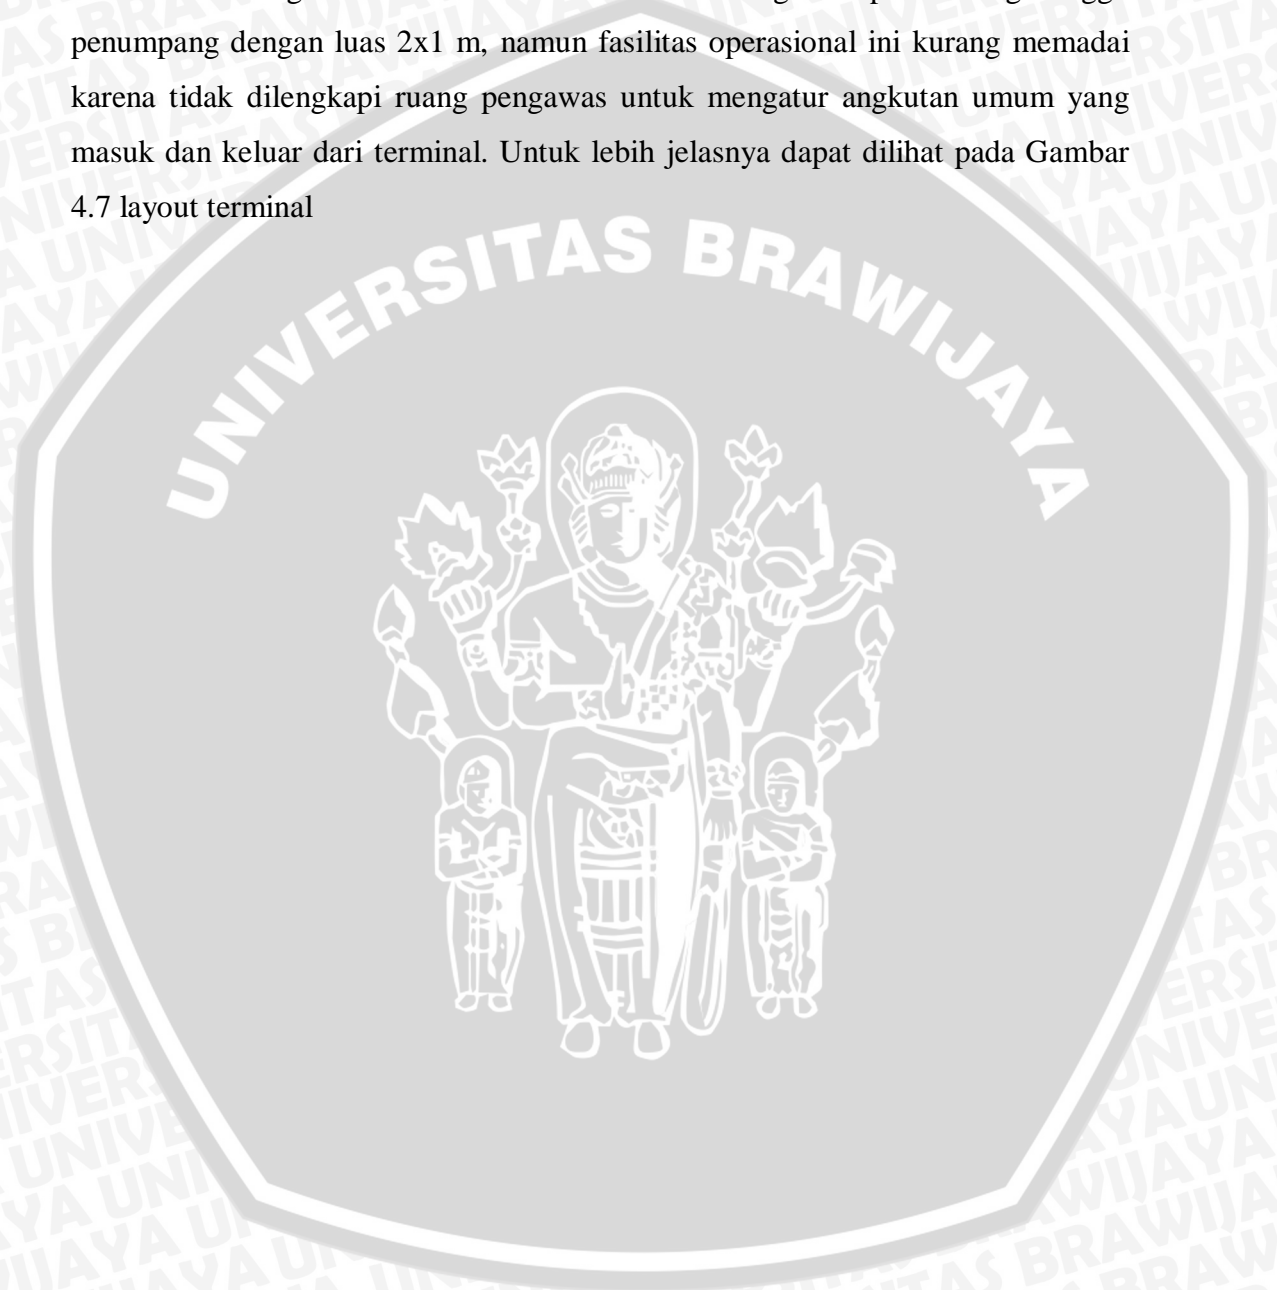 penumpang dengan luas 2x1 m, namun fasilitas operasional ini kurang memadai
karena tidak dilengkapi ruang pengawas untuk mengatur angkutan umum yang
masuk dan keluar dari terminal. Untuk lebih jelasnya dapat dilihat pada Gambar
4.7 layout terminal
UNIVERSITAS BRAWIJAYA